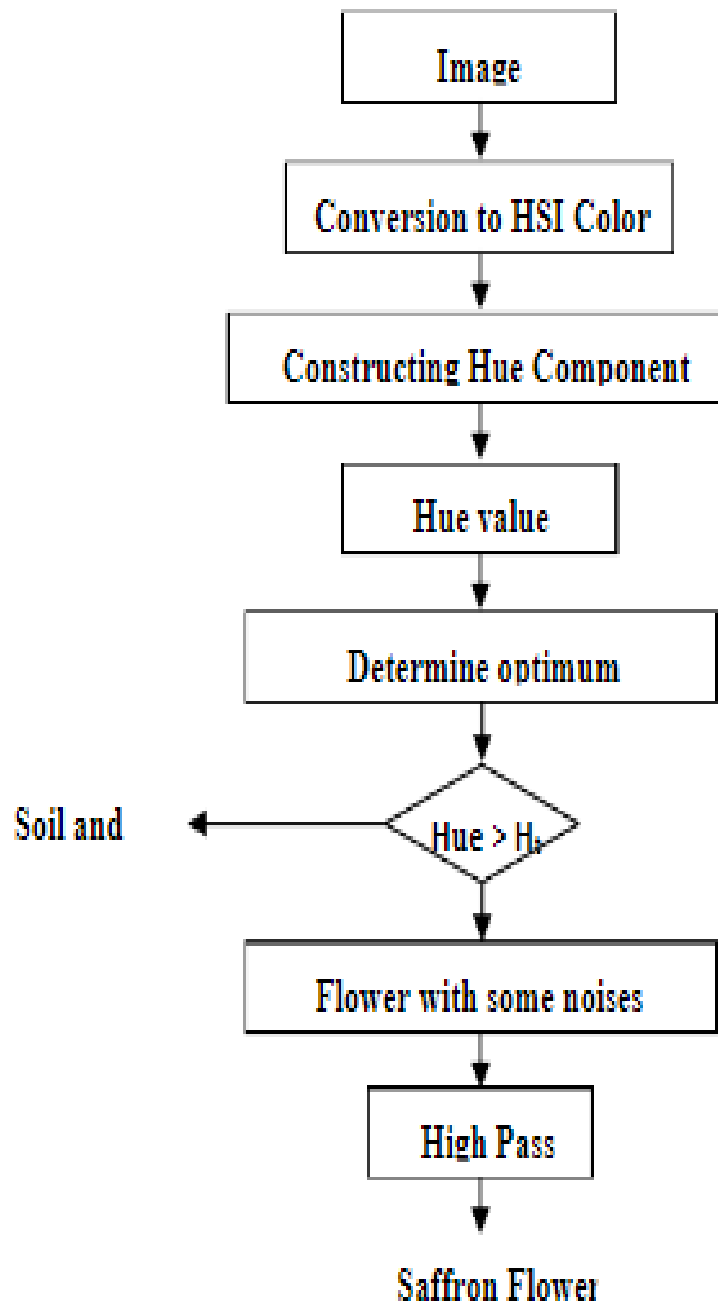 Image
Conversion to HSI Color
Constructing Hue Component
Hue value
Determine optimum
Hue > H
Soil and
Flower with some noises
High Pass
Saffron Flower